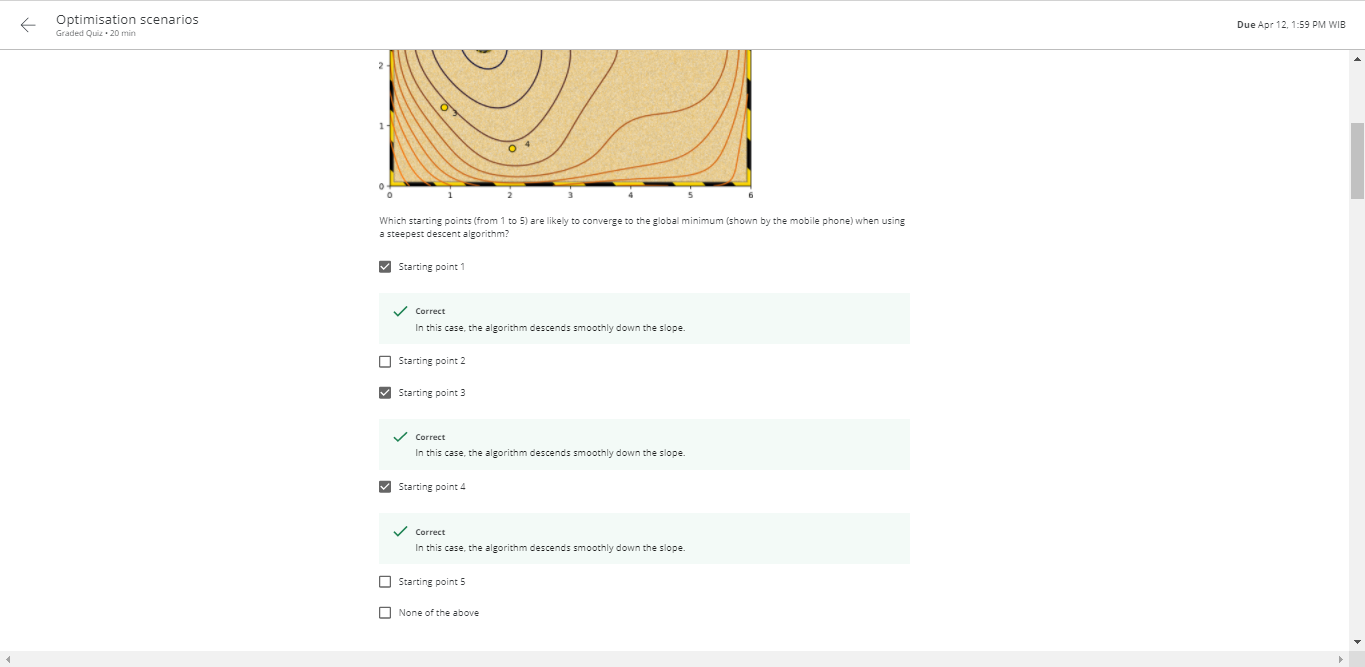 Optimisation scenarios
Graded Quiz • 20 min
Due Apr 12, 1:59 PM WIB
2
3
1
4
0
0 1 2 3 4 5 6
Which starting points (from 1 to 5) are likely to converge to the global minimum (shown by the mobile phone) when using
a steepest descent algorithm?
Starting point 1
Correct
In this case, the algorithm descends smoothly down the slope.
Starting point 2
Starting point 3
Correct
In this case, the algorithm descends smoothly down the slope.
Starting point 4
Correct
In this case, the algorithm descends smoothly down the slope.
Starting point 5
None of the above